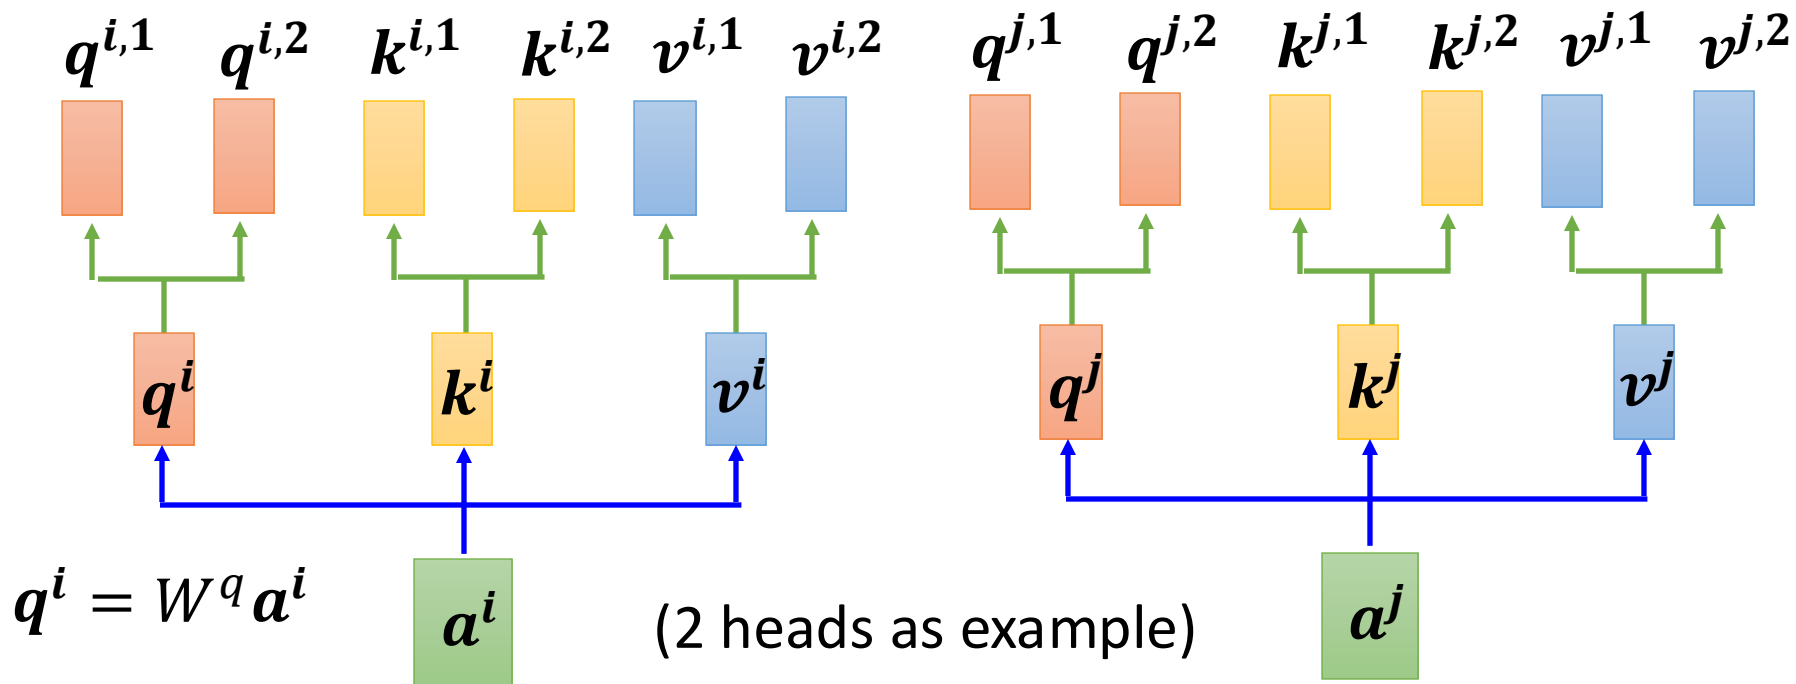 q^{i,1} q^{i,2} k^{i,1} k^{i,2} v^{i,1} v^{i,2} q^{j,1} q^{j,2} k^{j,1} k^{j,2} v^{j,1} v^{j,2}
q^i k^i v^i q^j k^j v^j
q^i = W^q a^i a^i (2 heads as example) a^j